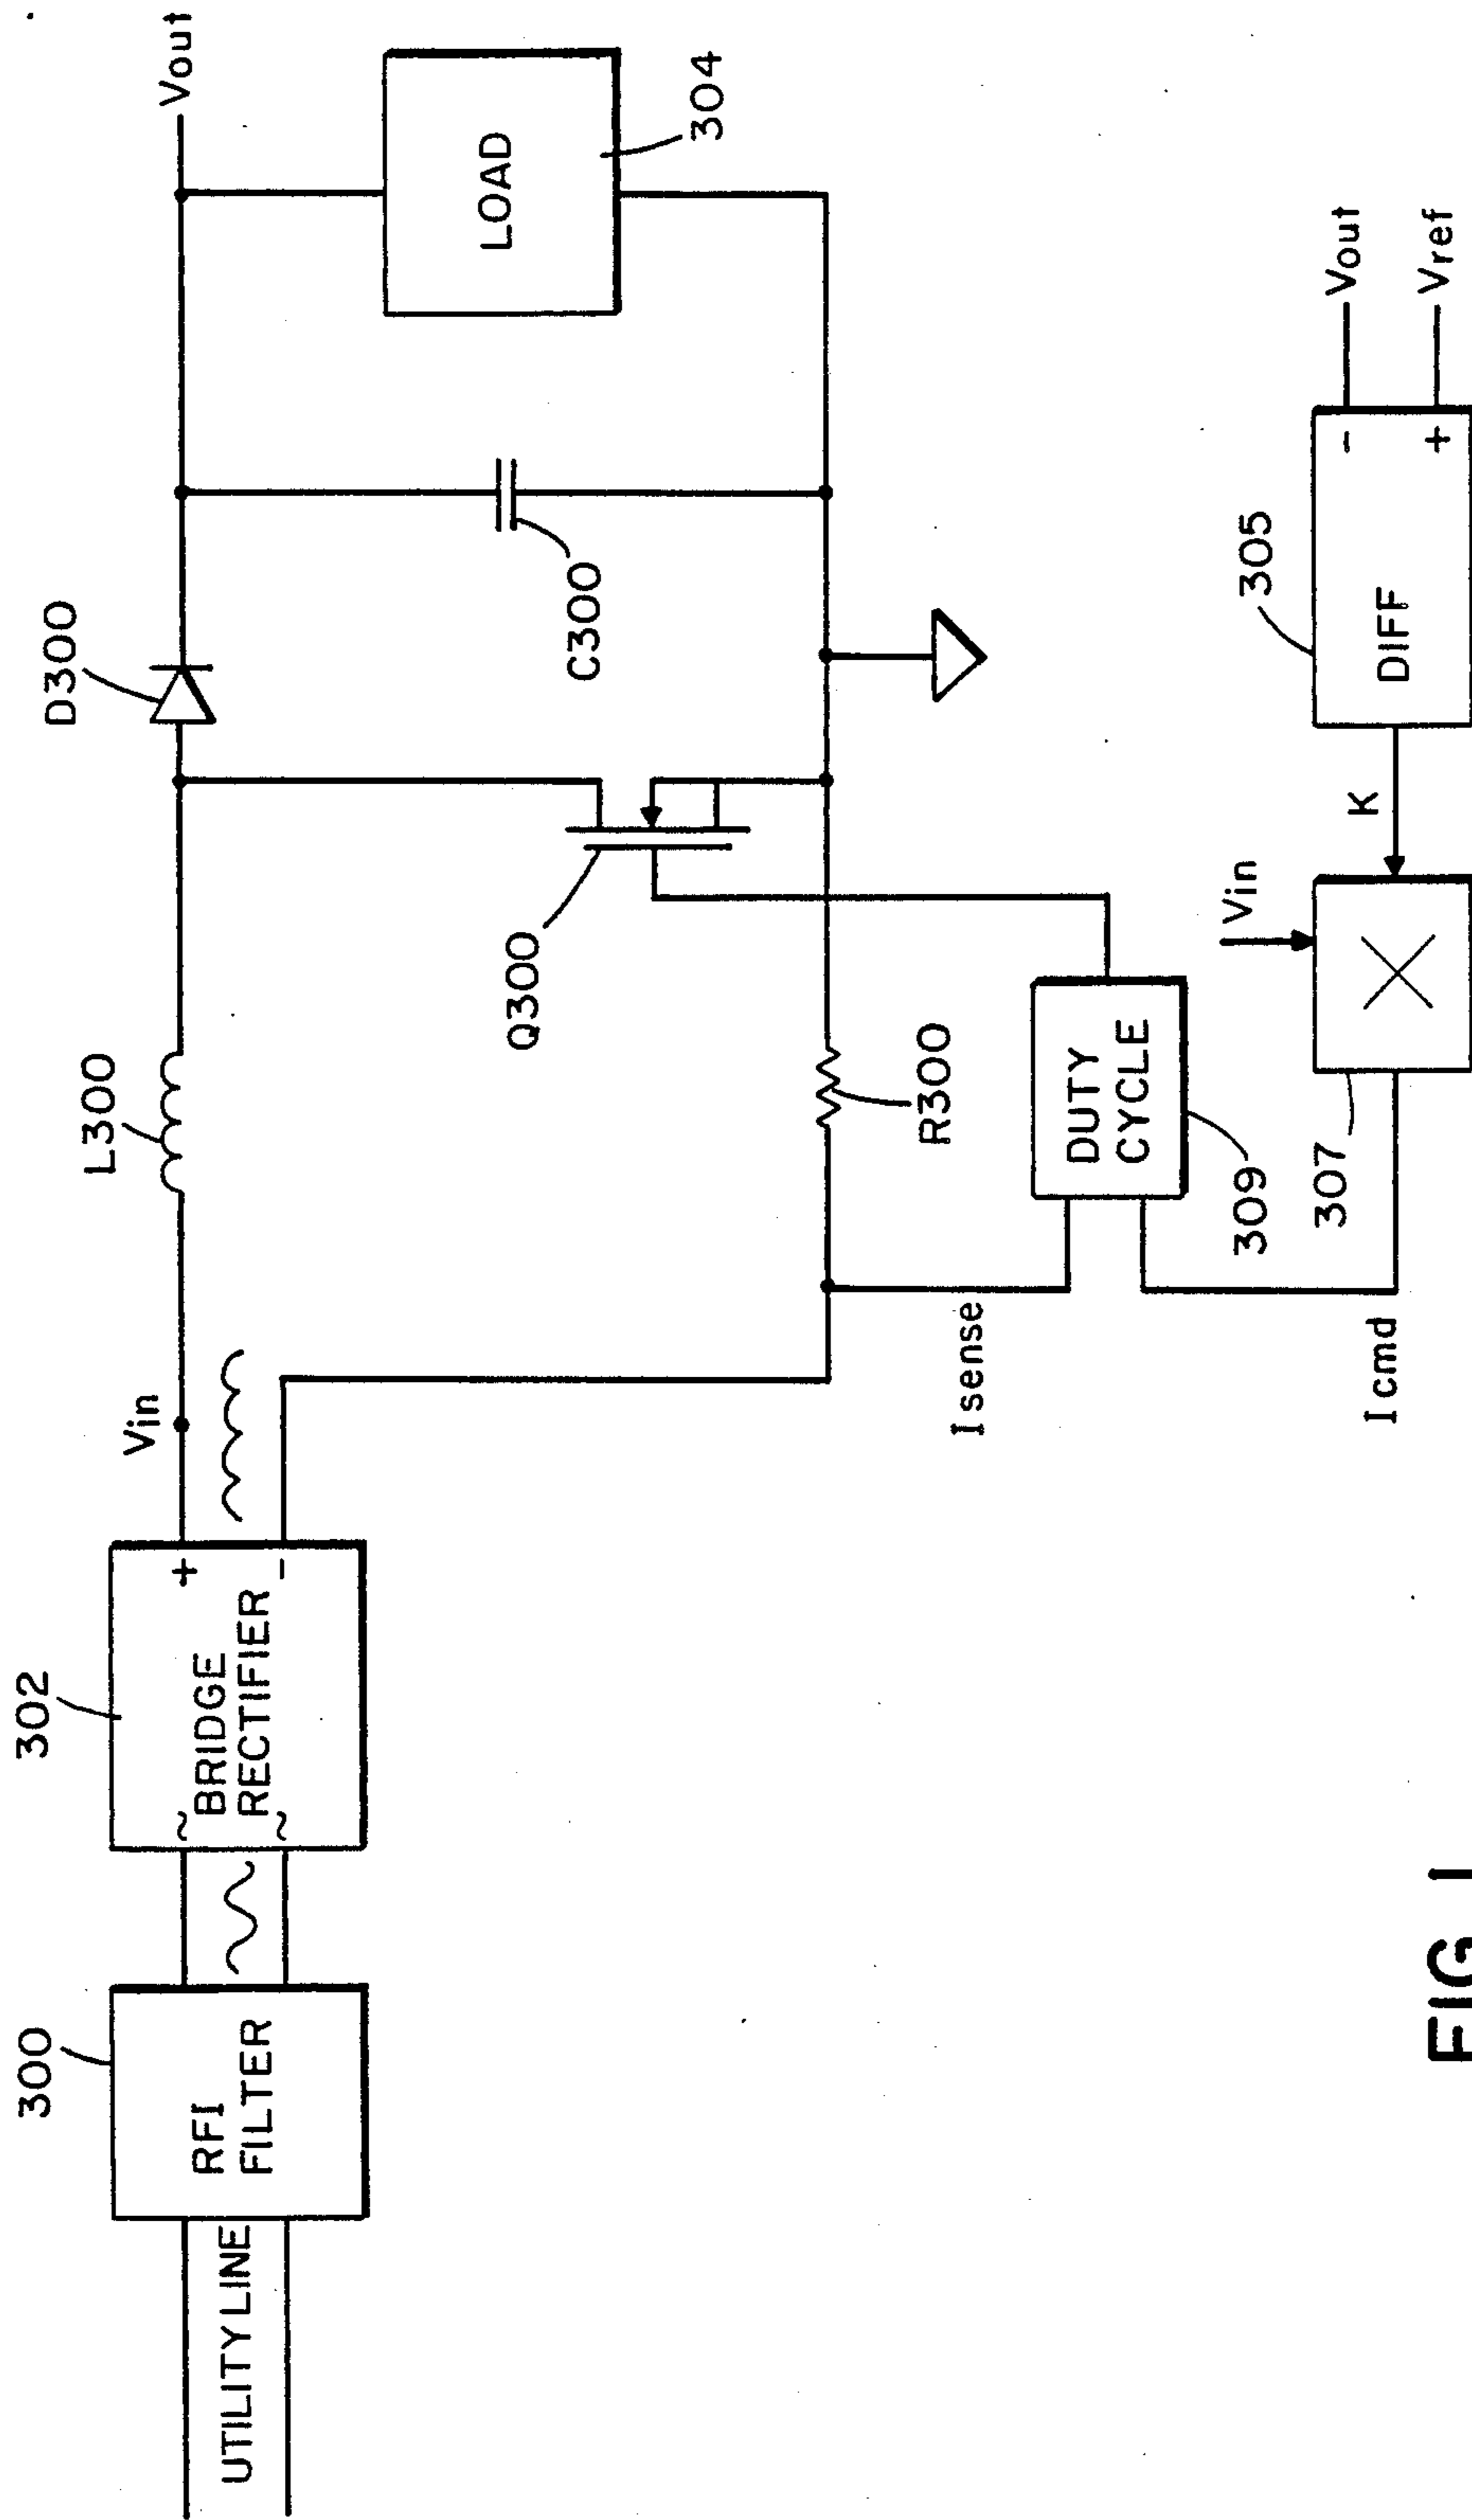 300
302
L300
D300
Vin
Vout
UTILITY LINE
RFI
FILTER
~
~
BRIDGE
RECTIFIER
+
-
Q300
C300
LOAD
304
R300
Isense
DUTY
CYCLE
309
Vin
305
Icmd
307
K
DIFF
-
+
Vout
Vref
FIG. 1